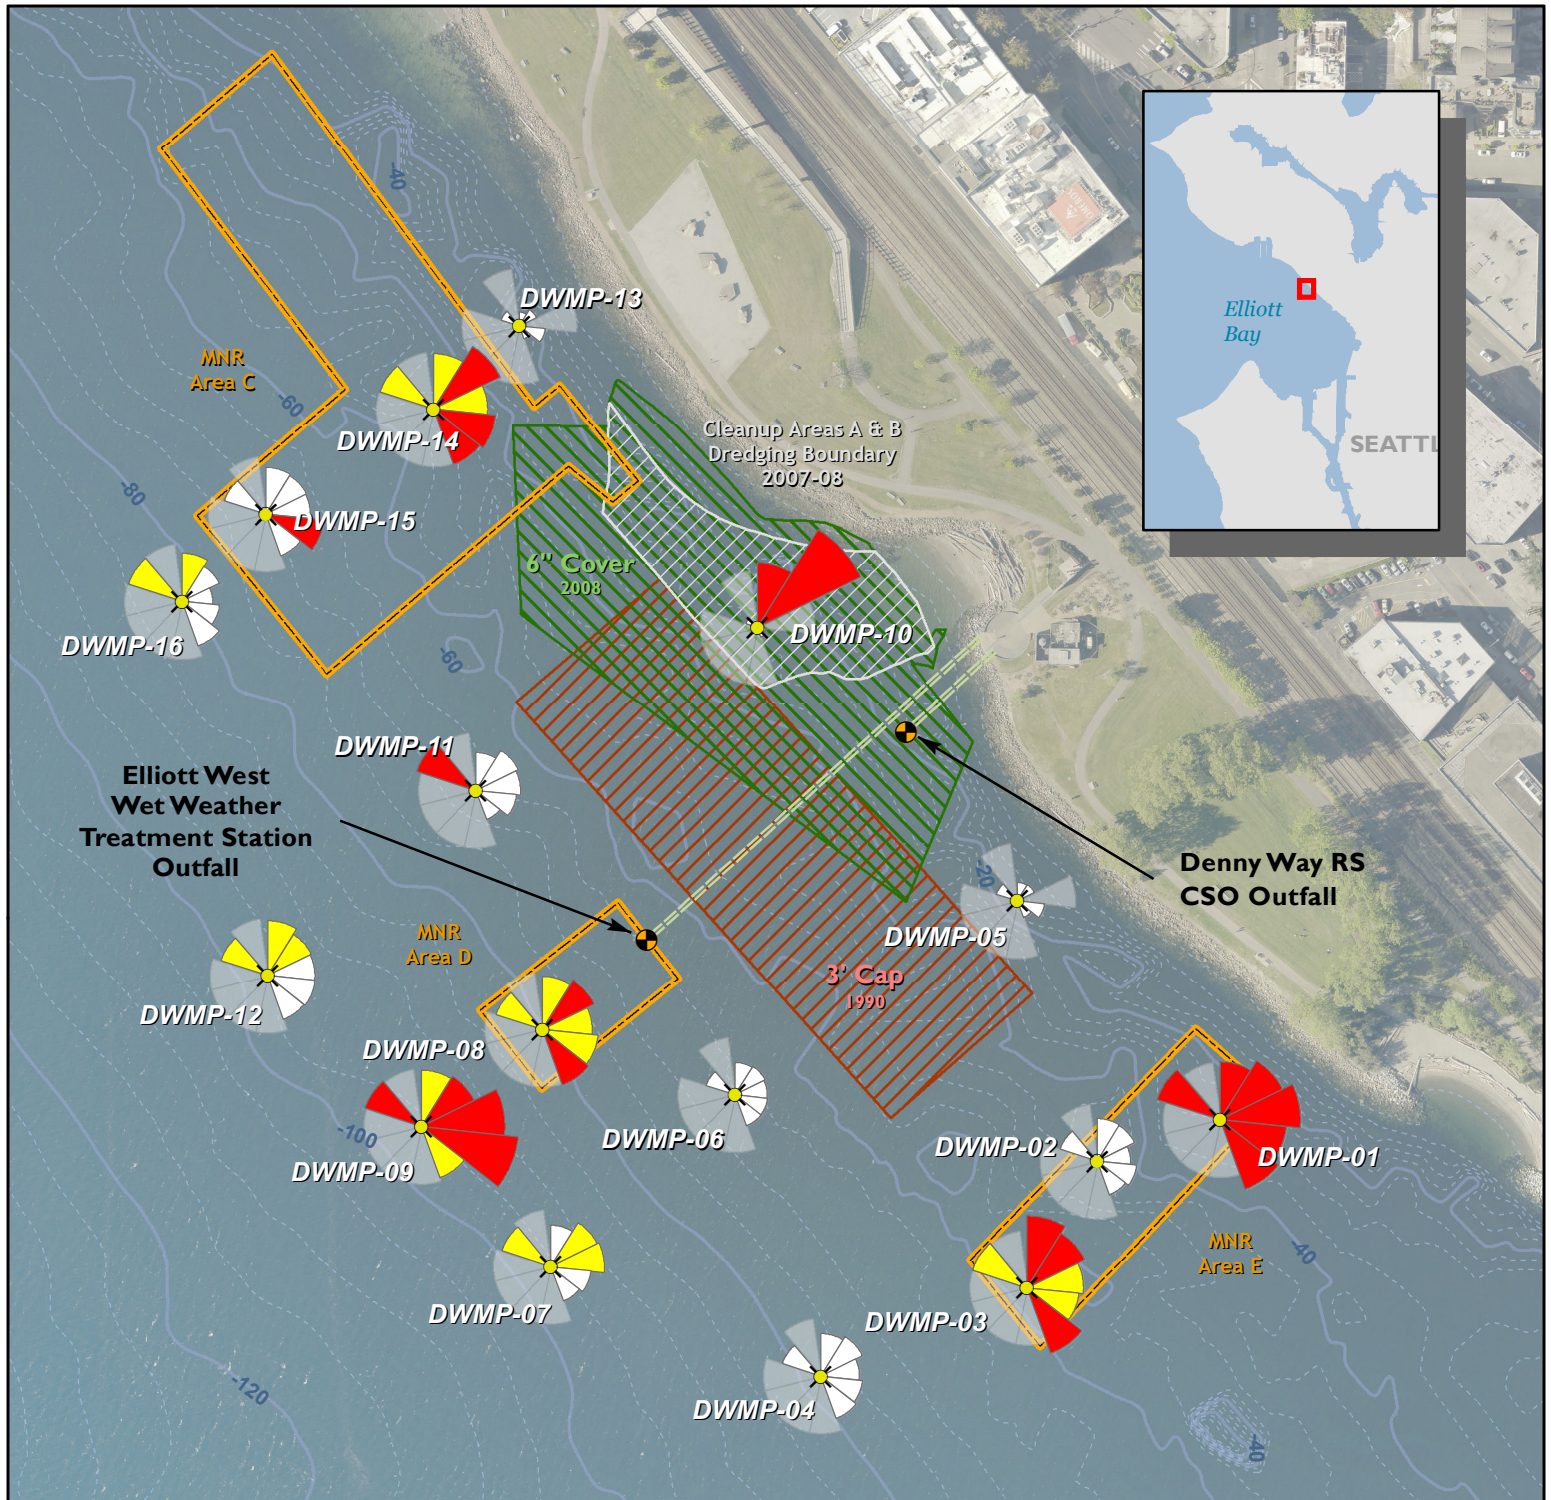 -40
DWMP-13
Elliott
Bay
MNR
Area C
-60
DWMP-14
Cleanup Areas A & B
Dredging Boundary
2007-08
SEATTL
-80
DWMP-15
6" Cover
2008
DWMP-16
-60
DWMP-10
DWMP-11
Elliott West
Wet Weather
Treatment Station
Outfall
Denny Way RS
CSO Outfall
-20
MNR
Area D
DWMP-05
3' Cap
1990
DWMP-12
DWMP-08
-100
DWMP-09
DWMP-06
DWMP-02
DWMP-01
MNR
Area E
-40
DWMP-07
DWMP-03
-120
DWMP-04
-40